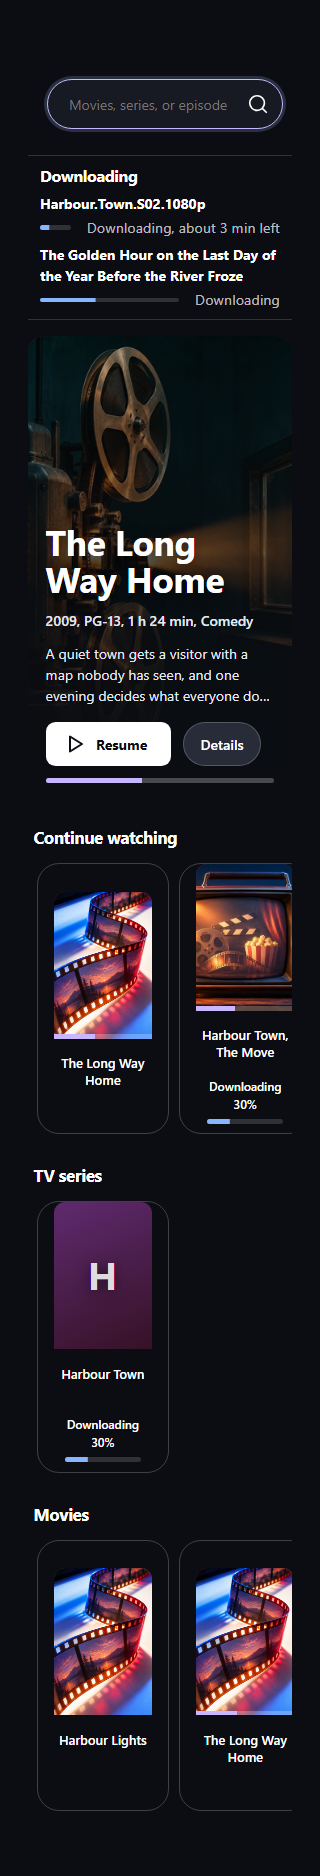 Movies, series, or episode
Downloading
Harbour.Town.S02.1080p
Downloading, about 3 min left
The Golden Hour on the Last Day of
the Year Before the River Froze
Downloading
The Long
Way Home
2009, PG-13, 1 h 24 min, Comedy
A quiet town gets a visitor with a
map nobody has seen, and one
evening decides what everyone do...
Resume
Details
Continue watching
The Long Way
Home
Harbour Town,
The Move
Downloading
30%
TV series
H
Harbour Town
Downloading
30%
Movies
Harbour Lights
The Long Way
Home